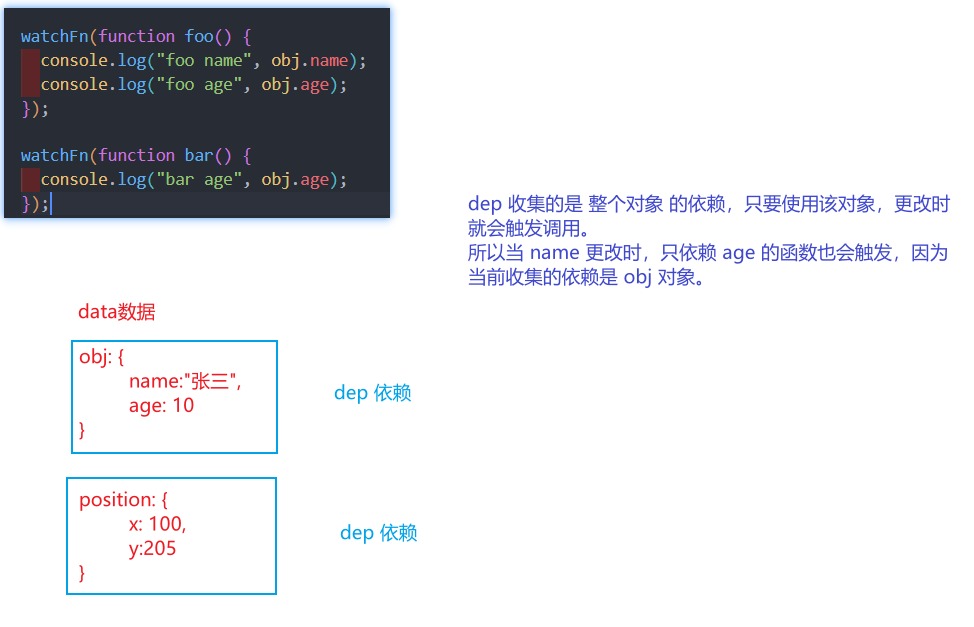 watchFn(function foo() {
  console.log("foo name", obj.name);
  console.log("foo age", obj.age);
});

watchFn(function bar() {
  console.log("bar age", obj.age);
});
dep 收集的是 整个对象 的依赖，只要使用该对象，更改时
就会触发调用。
所以当 name 更改时，只依赖 age 的函数也会触发，因为
当前收集的依赖是 obj 对象。
data数据
obj: {
name:"张三",
age: 10
}
dep 依赖
position: {
x: 100,
y:205
}
dep 依赖